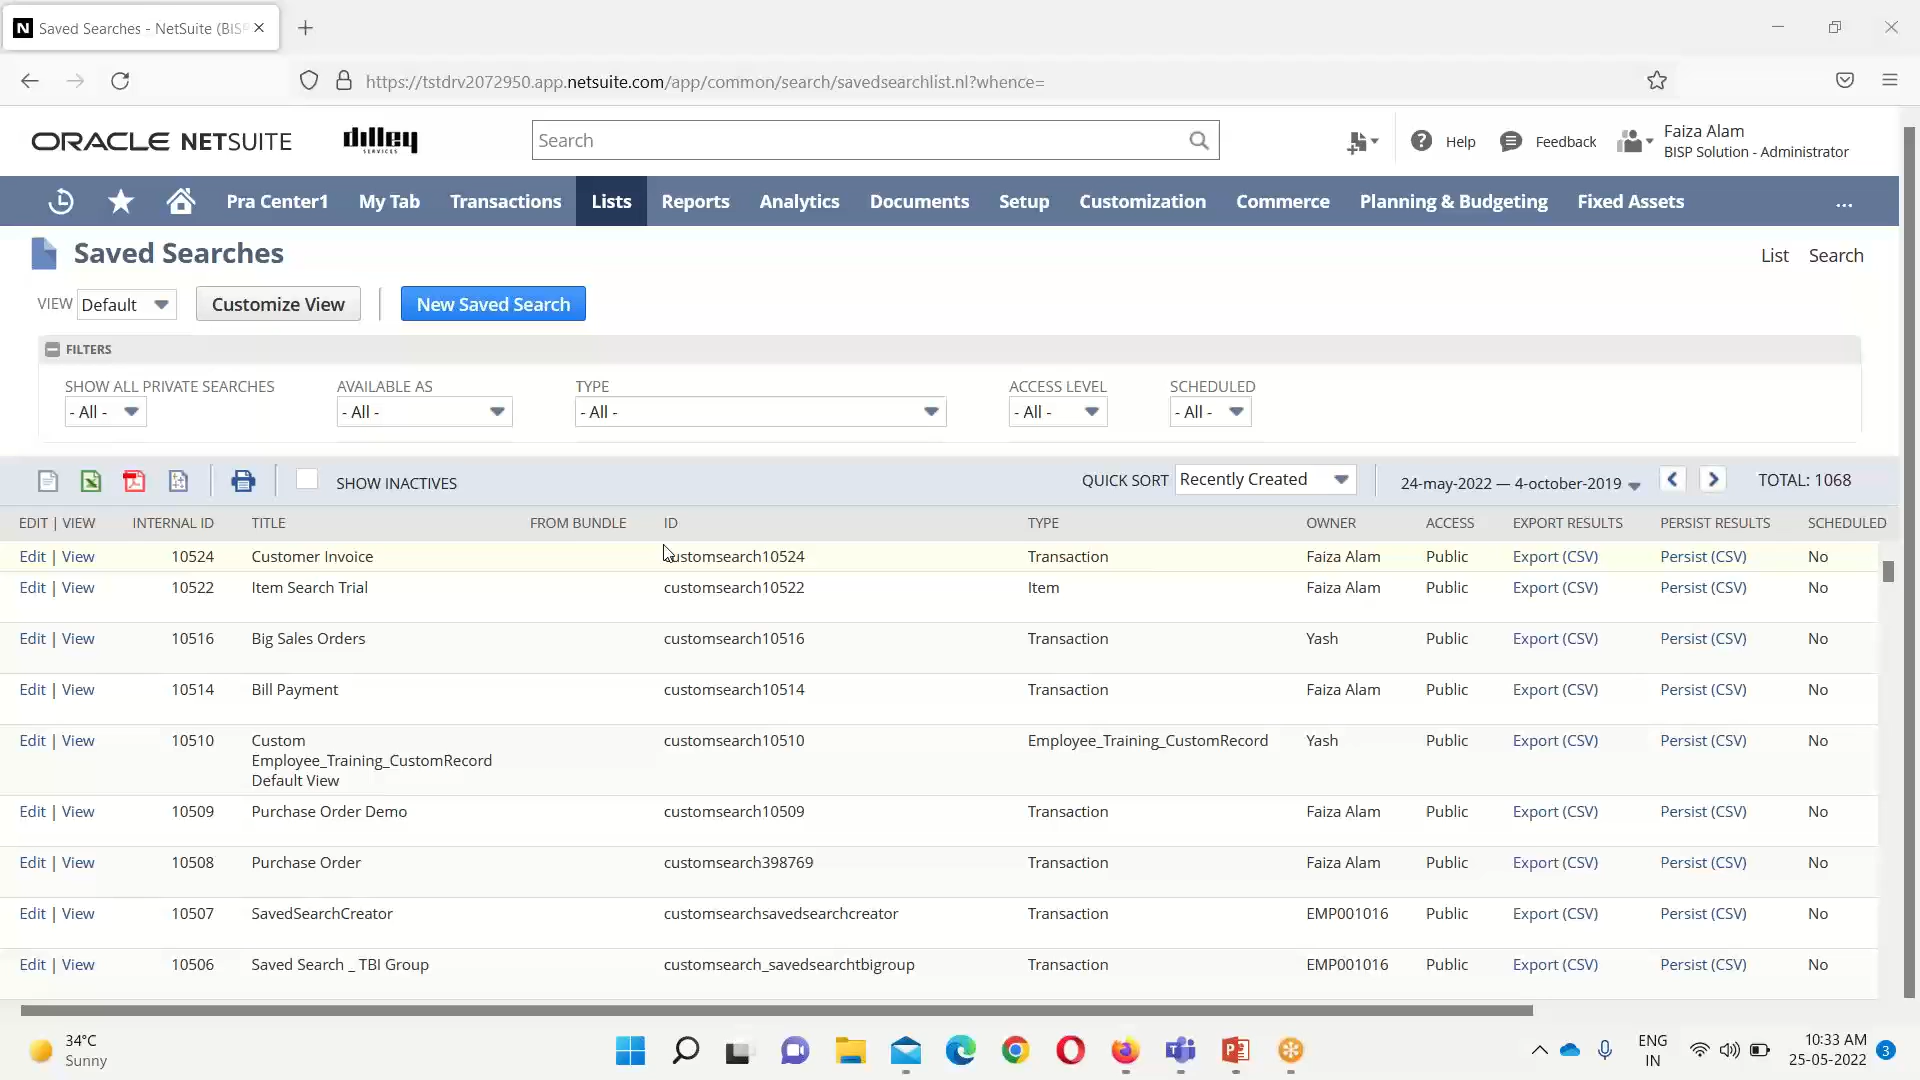 Saved Searches - NetSuite (BISP
https://tstdrv2072950.app.netsuite.com/app/common/search/savedsearchlist.nl?whence=
ORACLE NETSUITE dilley SERVICES Search Help Feedback Faiza Alam
BISP Solution - Administrator
Pra Center1 My Tab Transactions Lists Reports Analytics Documents Setup Customization Commerce Planning & Budgeting Fixed Assets ...
Saved Searches List Search
VIEW Default Customize View New Saved Search
FILTERS
SHOW ALL PRIVATE SEARCHES AVAILABLE AS TYPE ACCESS LEVEL SCHEDULED
- All - - All - - All - - All - - All -
SHOW INACTIVES QUICK SORT Recently Created 24-may-2022 — 4-october-2019 TOTAL: 1068
EDIT | VIEW INTERNAL ID TITLE FROM BUNDLE ID TYPE OWNER ACCESS EXPORT RESULTS PERSIST RESULTS SCHEDULED
Edit | View 10524 Customer Invoice customsearch10524 Transaction Faiza Alam Public Export (CSV) Persist (CSV) No
Edit | View 10522 Item Search Trial customsearch10522 Item Faiza Alam Public Export (CSV) Persist (CSV) No
Edit | View 10516 Big Sales Orders customsearch10516 Transaction Yash Public Export (CSV) Persist (CSV) No
Edit | View 10514 Bill Payment customsearch10514 Transaction Faiza Alam Public Export (CSV) Persist (CSV) No
Edit | View 10510 Custom customsearch10510 Employee_Training_CustomRecord Yash Public Export (CSV) Persist (CSV) No
Employee_Training_CustomRecord
Default View
Edit | View 10509 Purchase Order Demo customsearch10509 Transaction Faiza Alam Public Export (CSV) Persist (CSV) No
Edit | View 10508 Purchase Order customsearch398769 Transaction Faiza Alam Public Export (CSV) Persist (CSV) No
Edit | View 10507 SavedSearchCreator customsearchsavedsearchcreator Transaction EMP001016 Public Export (CSV) Persist (CSV) No
Edit | View 10506 Saved Search _ TBI Group customsearch_savedsearchtbigroup Transaction EMP001016 Public Export (CSV) Persist (CSV) No
34°C
Sunny
ENG
IN
10:33 AM
25-05-2022
3